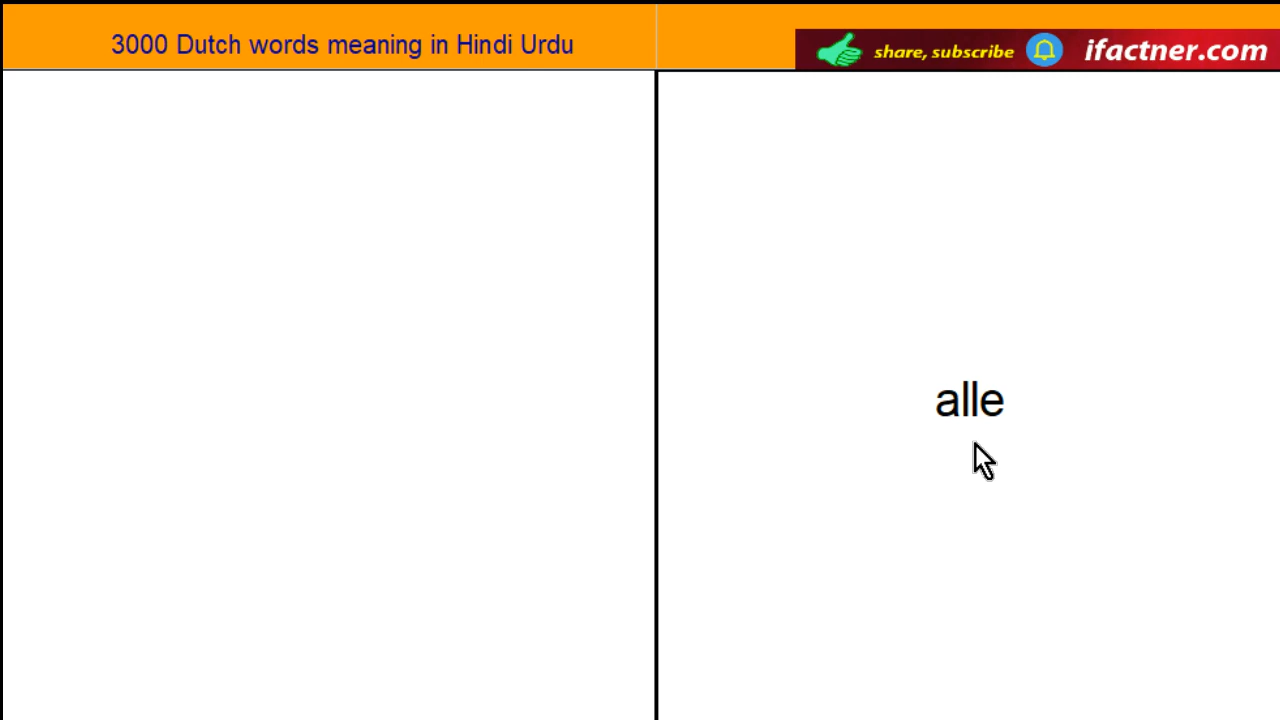 3000 Dutch words meaning in Hindi Urdu
share, subscribe
ifactner.com
alle